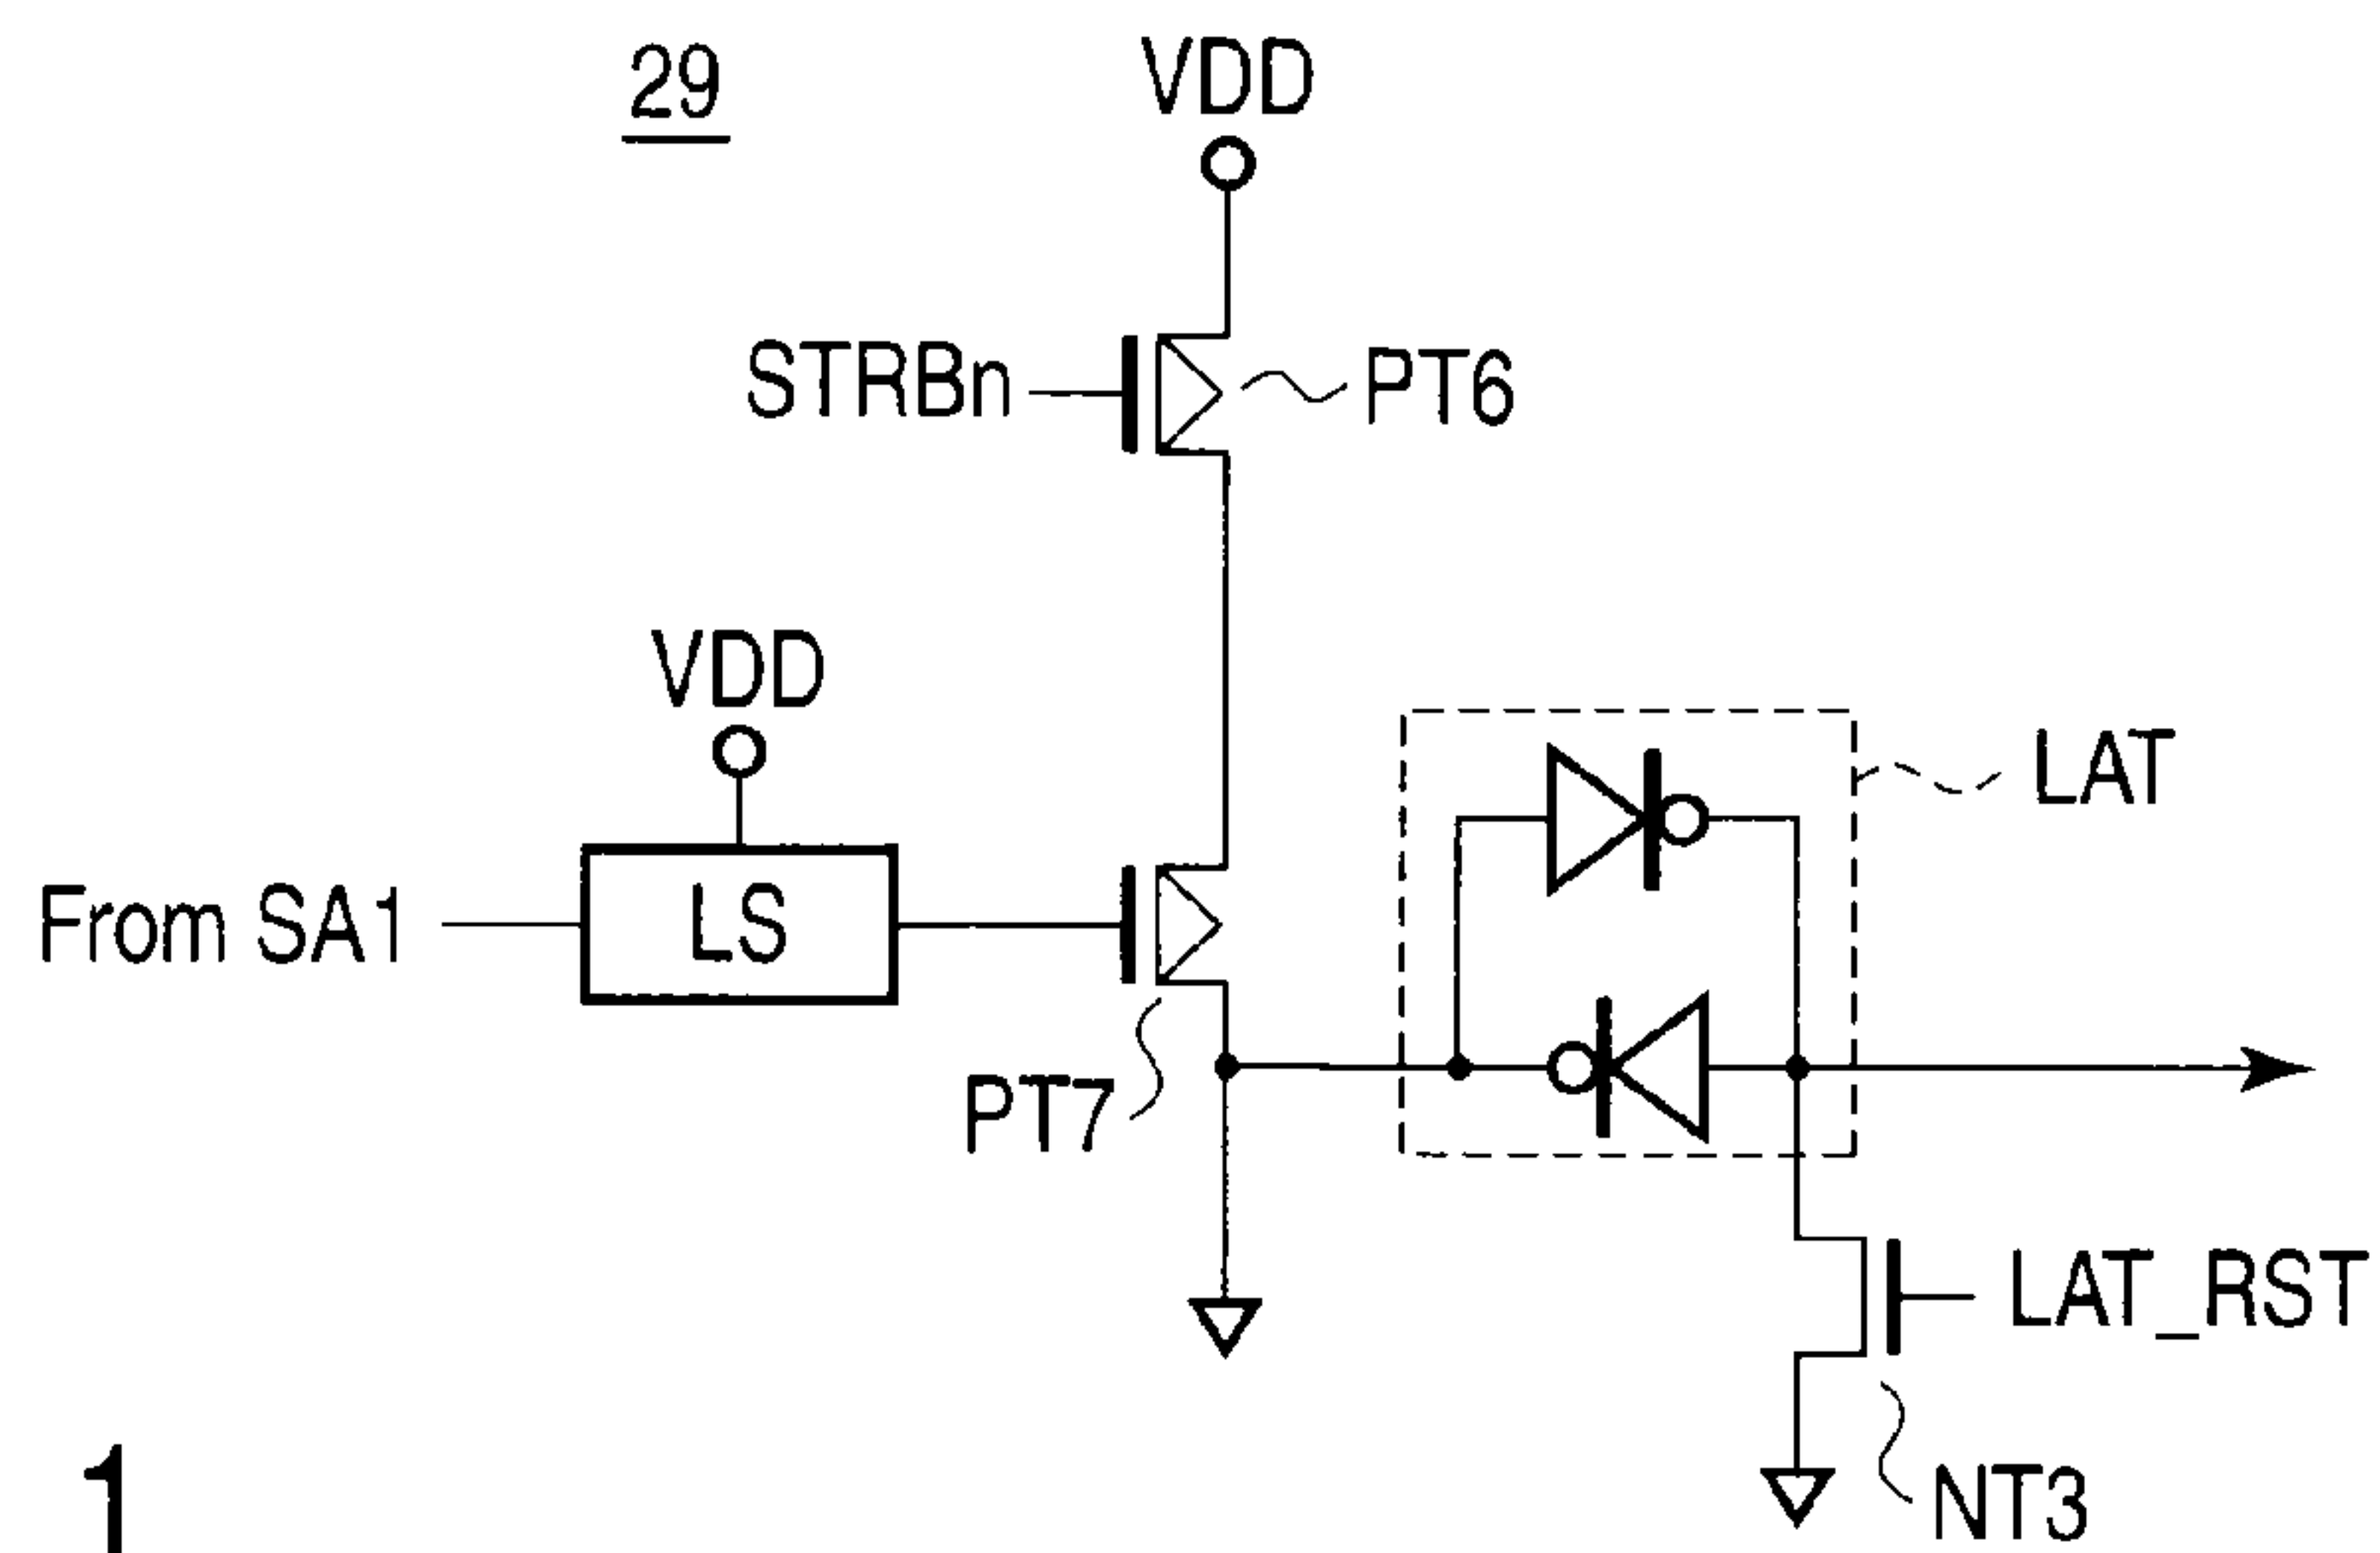 29
VDD
STRBn
PT6
VDD
LAT
From SA1
LS
PT7
LAT_RST
NT3
1